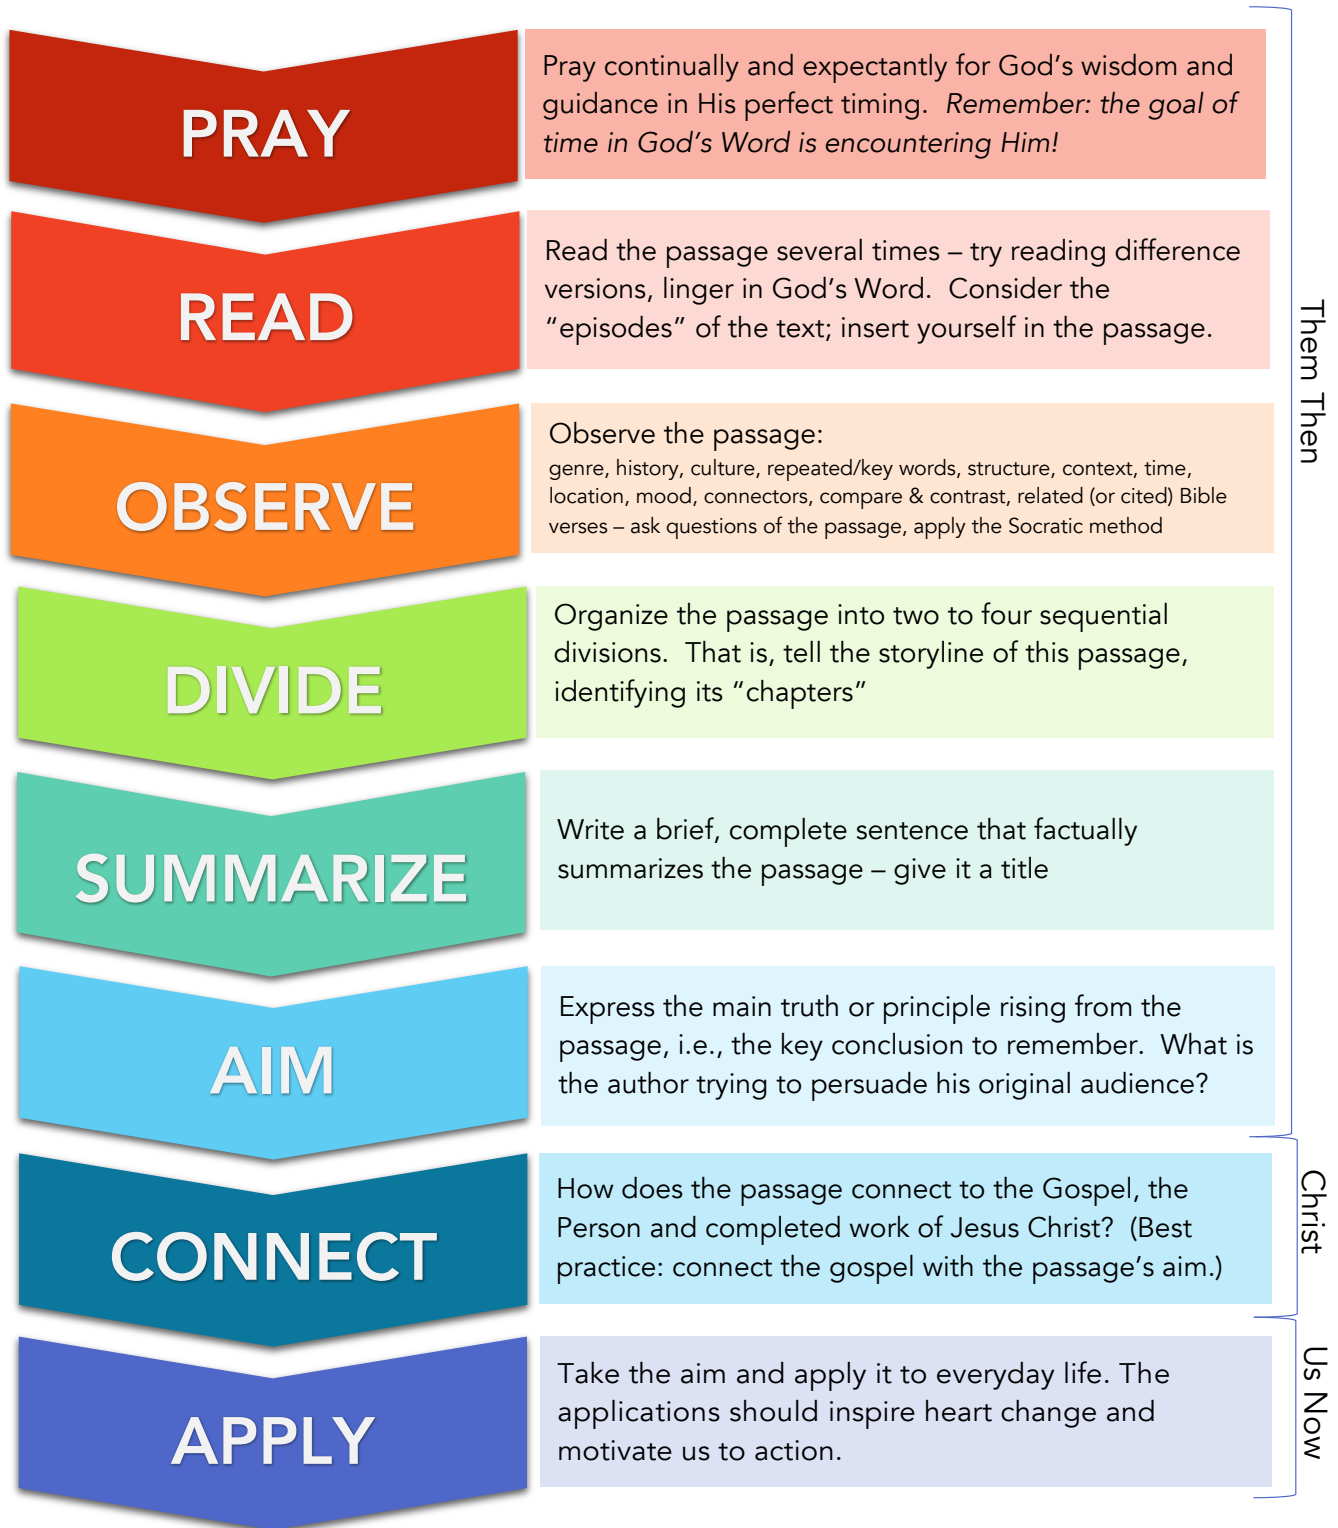 PRAY
Pray continually and expectantly for God’s wisdom and
guidance in His perfect timing.  Remember: the goal of
time in God’s Word is encountering Him!
READ
Read the passage several times – try reading difference
versions, linger in God’s Word.  Consider the
“episodes” of the text; insert yourself in the passage.
OBSERVE
Observe the passage:
genre, history, culture, repeated/key words, structure, context, time,
location, mood, connectors, compare & contrast, related (or cited) Bible
verses – ask questions of the passage, apply the Socratic method
DIVIDE
Organize the passage into two to four sequential
divisions.  That is, tell the storyline of this passage,
identifying its “chapters”
SUMMARIZE
Write a brief, complete sentence that factually
summarizes the passage – give it a title
AIM
Express the main truth or principle rising from the
passage, i.e., the key conclusion to remember.  What is
the author trying to persuade his original audience?
Them Then
CONNECT
How does the passage connect to the Gospel, the
Person and completed work of Jesus Christ?  (Best
practice: connect the gospel with the passage’s aim.)
Christ
APPLY
Take the aim and apply it to everyday life. The
applications should inspire heart change and
motivate us to action.
Us Now